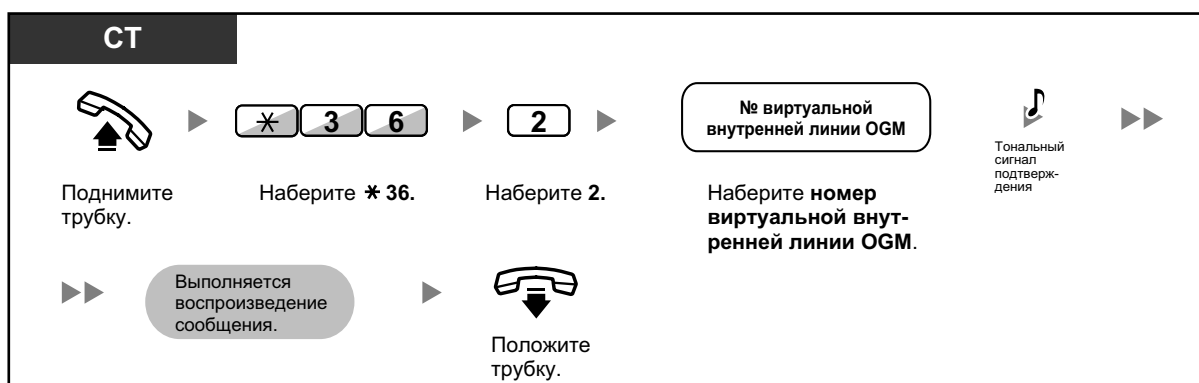 СТ
✱ 3 6
2
№ виртуальной
внутренней линии OGM
Тональный
сигнал
подтверж-
дения
Поднимите
трубку.
Наберите ✱ 36.
Наберите 2.
Наберите номер
виртуальной внут-
ренней линии OGM.
Выполняется
воспроизведение
сообщения.
Положите
трубку.